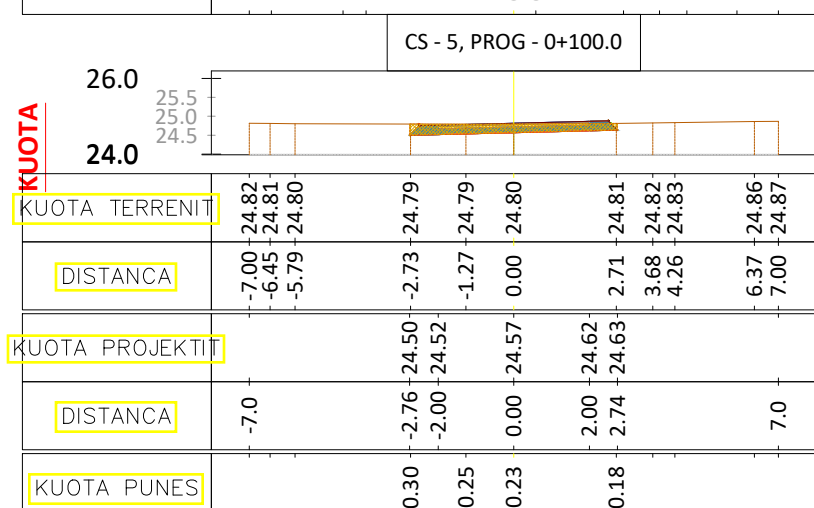 CS - 5, PROG - 0+100.0
KUOTA
26.0
25.5
25.0
24.5
24.0
KUOTA TERRENIT
24.82 24.81 24.80 24.79 24.79 24.80 24.81 24.82 24.83 24.86 24.87
DISTANCA
-7.00 -6.45 -5.79 -2.73 -1.27 0.00 2.71 3.68 4.26 6.37 7.00
KUOTA PROJEKTIT
24.50 24.52 24.57 24.62 24.63
DISTANCA
-7.0 -2.76 -2.00 0.00 2.00 2.74 7.0
KUOTA PUNES
0.30 0.25 0.23 0.18